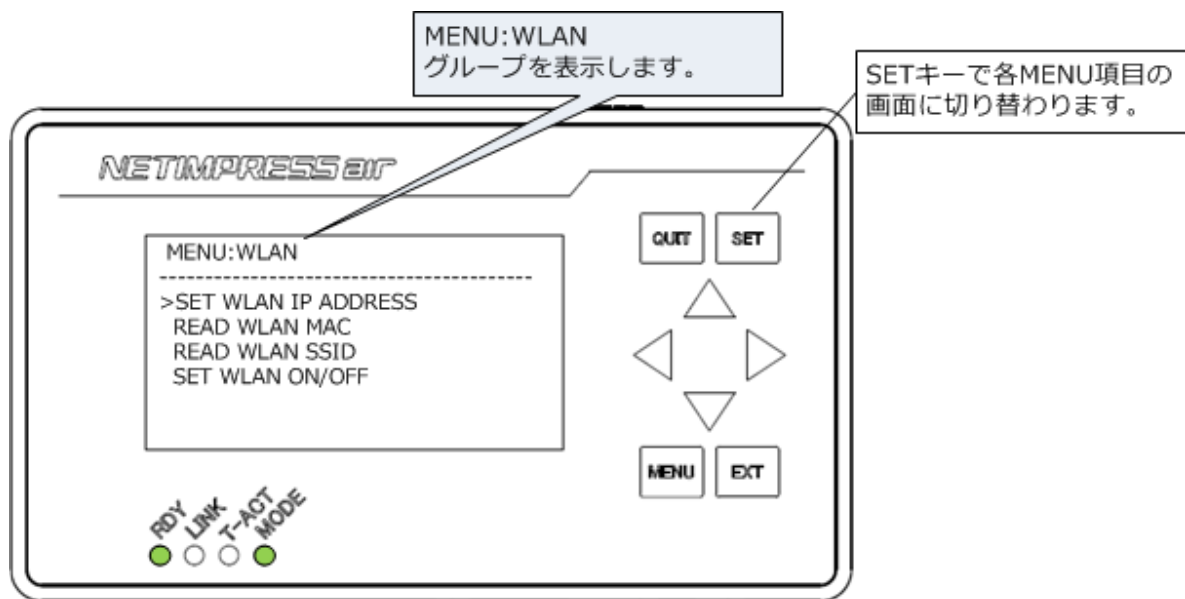 MENU:WLAN
グループを表示します。
SETキーで各MENU項目の
画面に切り替わります。
NETIMPRESS air
MENU:WLAN
----------------------------------------
>SET WLAN IP ADDRESS
READ WLAN MAC
READ WLAN SSID
SET WLAN ON/OFF
QUIT SET
MENU EXT
RDY LINK T-ACT MODE